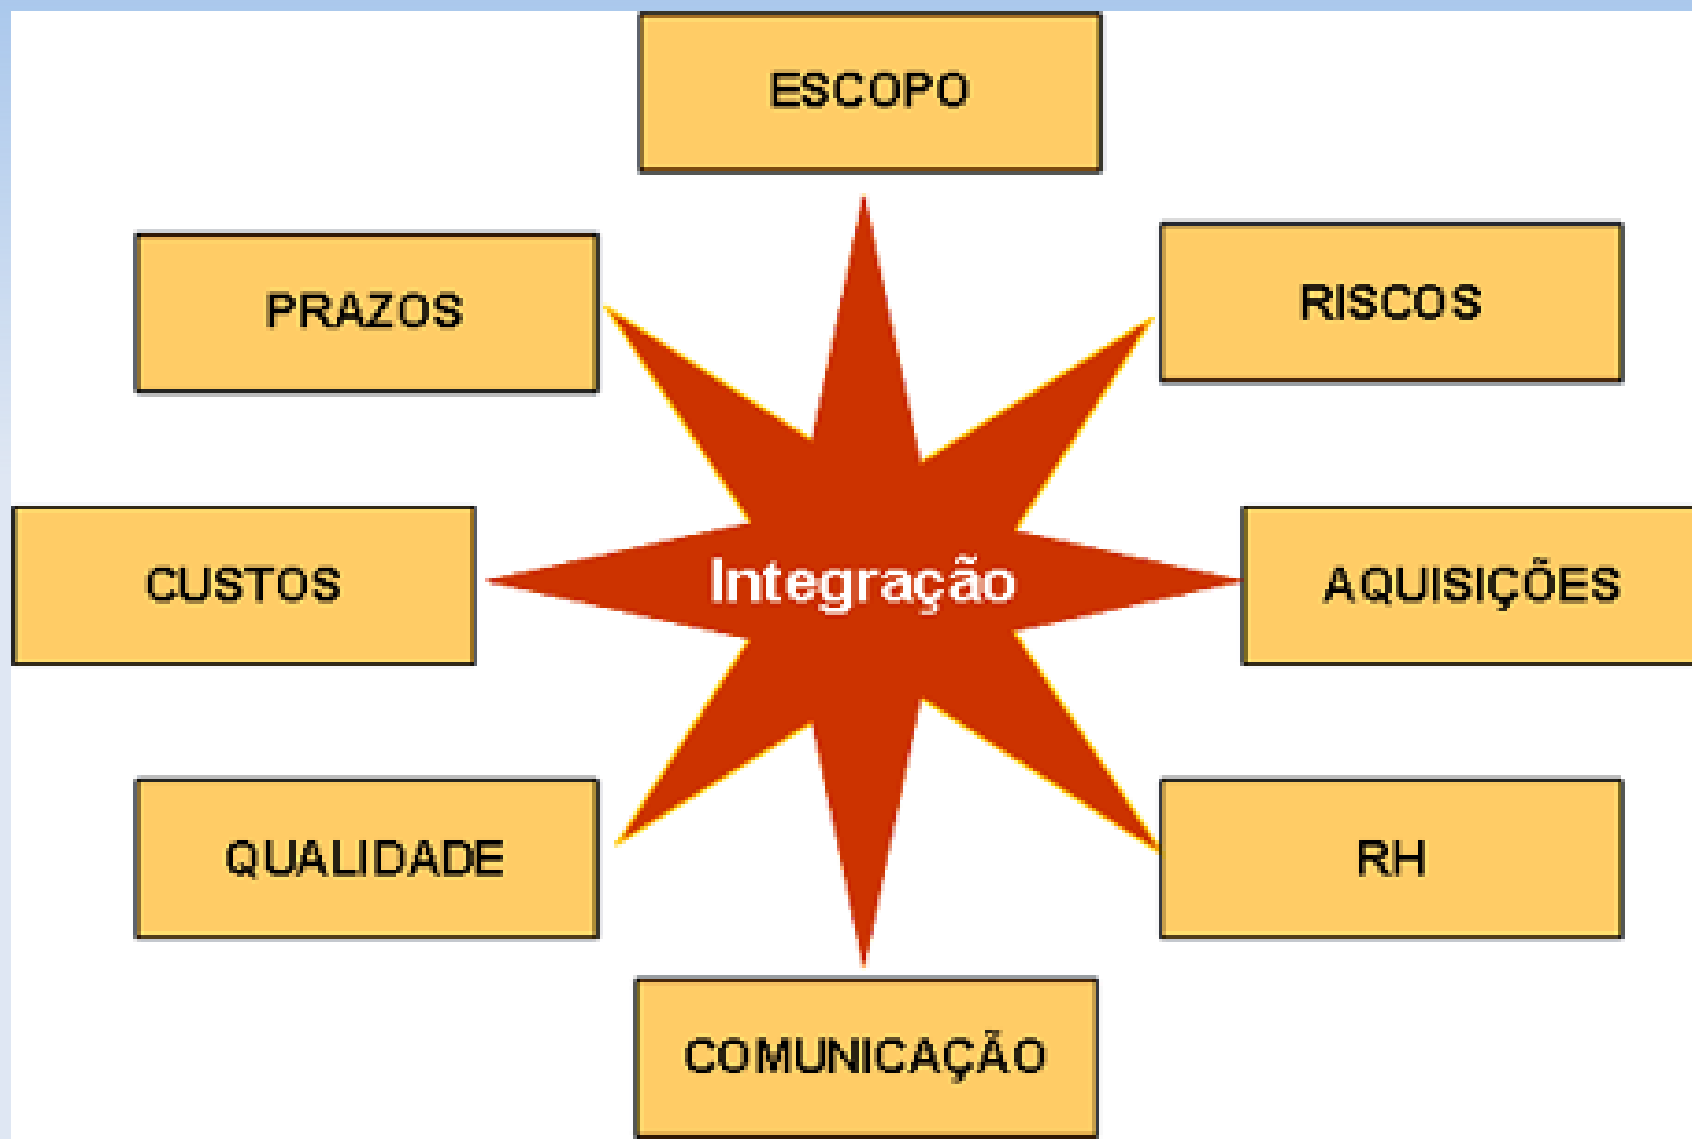 ESCOPO
PRAZOS
RISCOS
CUSTOS
Integração
AQUISIÇÕES
QUALIDADE
RH
COMUNICAÇÃO